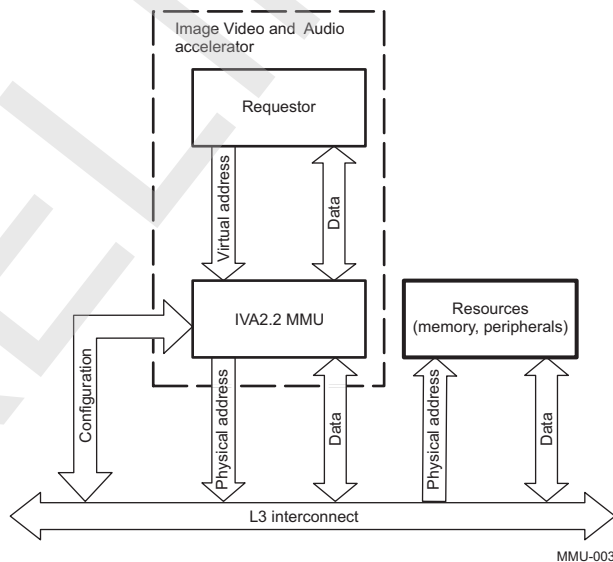 Image Video and Audio
accelerator
Requestor
Virtual address
Data
IVA2.2 MMU
Resources
(memory, peripherals)
Configuration
Physical address
Data
Physical address
Data
L3 interconnect
MMU-003